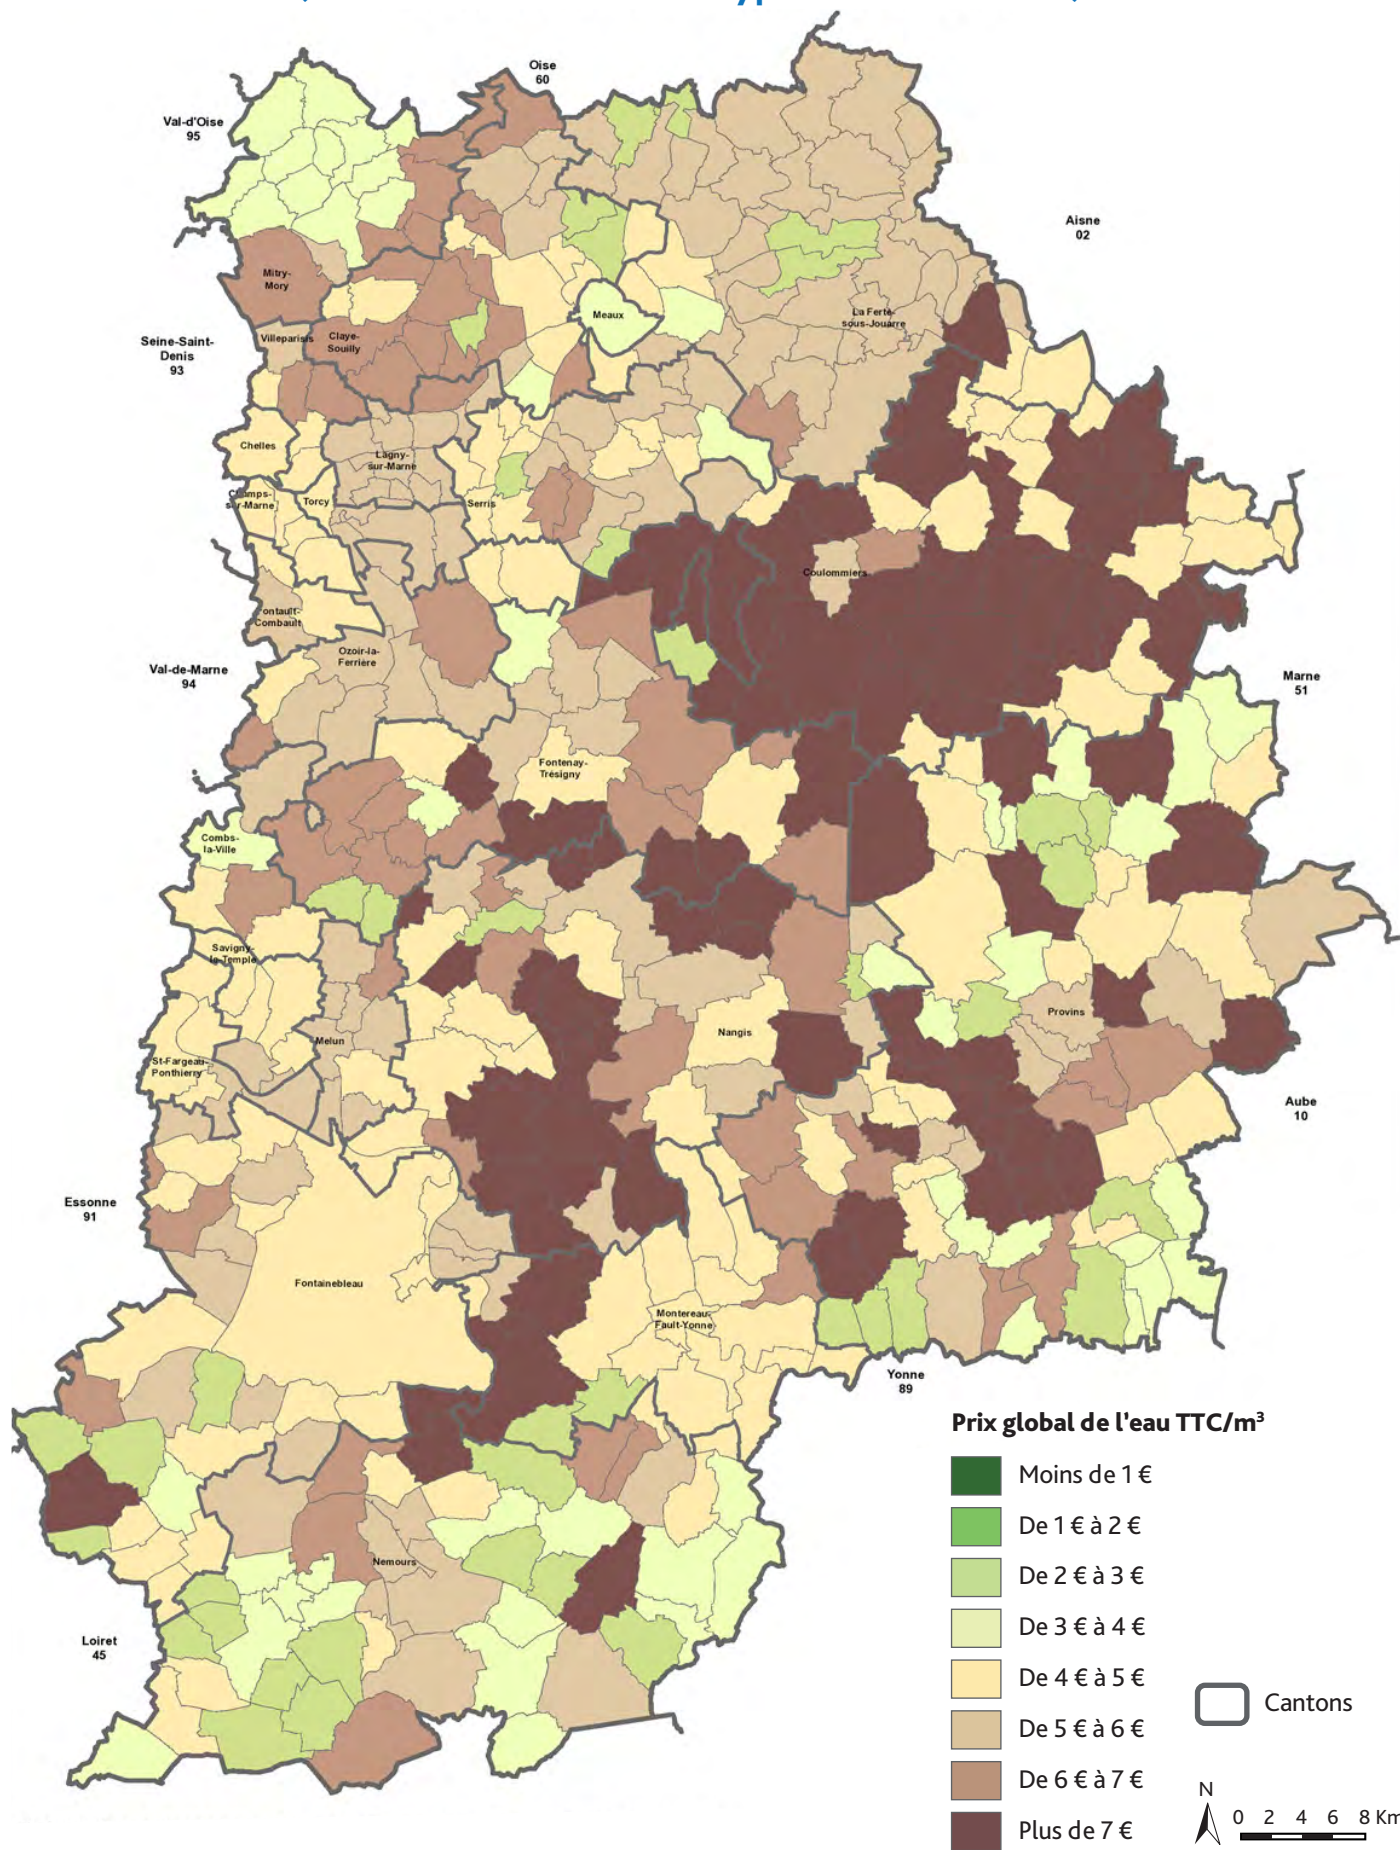 Oise
60
Val-d'Oise
95
Aisne
02
Mitry-
Mory
Meaux
La Ferté-
sous-Jouarre
Seine-Saint-
Denis
93
Villeparisis
Claye-
Souilly
Chelles
Lagny-
sur-Marne
Champs-
sur-Marne
Torcy
Serris
Coulommiers
ontault-
Combault
Ozoir-la-
Ferrière
Val-de-Marne
94
Marne
51
Fontenay-
Trésigny
Combs-
la-Ville
Savigny-
le-Temple
Provins
Nangis
Melun
St-Fargeau-
Ponthierry
Aube
10
Essonne
91
Fontainebleau
Montereau-
Fault-Yonne
Yonne
89
Nemours
Loiret
45
Prix global de l'eau TTC/m³
Moins de 1 €
De 1 € à 2 €
De 2 € à 3 €
De 3 € à 4 €
De 4 € à 5 €
De 5 € à 6 €
De 6 € à 7 €
Plus de 7 €
Cantons
N
0 2 4 6 8 Km